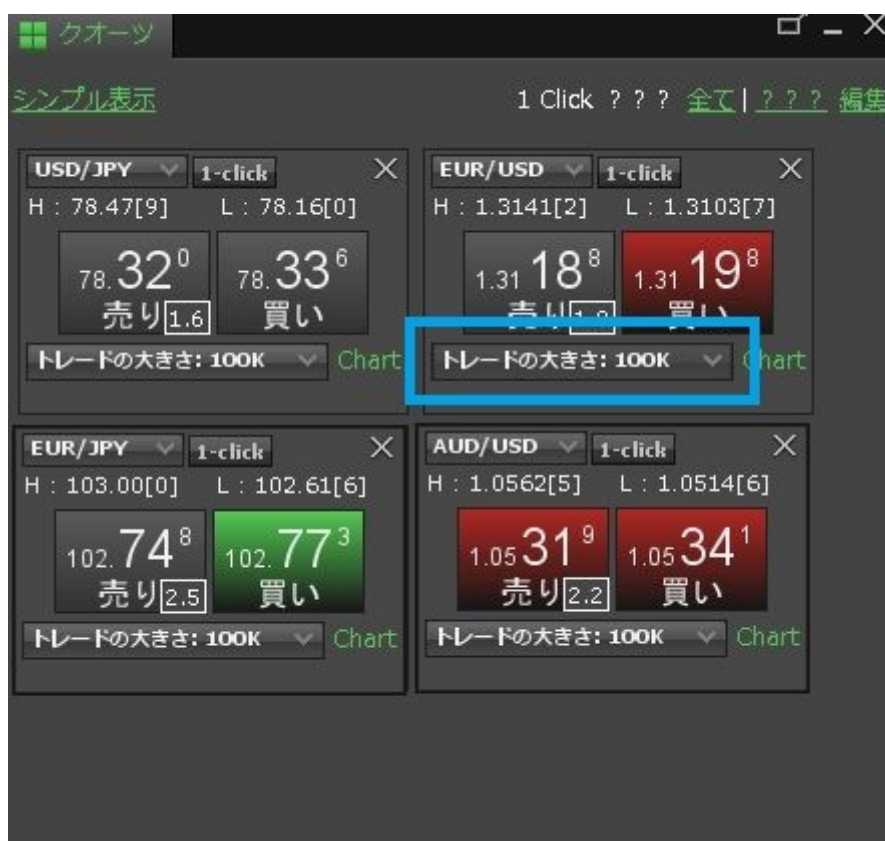 クオーツ
シンプル表示 1 Click ? ? ? 全て | ? ? ? 編集
USD/JPY 1-click
H : 78.47[9] L : 78.16[0]
78.32⁰ 78.33⁶
売り 1.6 買い
トレードの大きさ: 100K Chart
EUR/USD 1-click
H : 1.3141[2] L : 1.3103[7]
1.31 18⁸ 1.31 19⁸
売り 買い
トレードの大きさ: 100K Chart
EUR/JPY 1-click
H : 103.00[0] L : 102.61[6]
102.74⁸ 102.77³
売り 2.5 買い
トレードの大きさ: 100K Chart
AUD/USD 1-click
H : 1.0562[5] L : 1.0514[6]
1.05 31⁹ 1.05 34¹
売り 2.2 買い
トレードの大きさ: 100K Chart